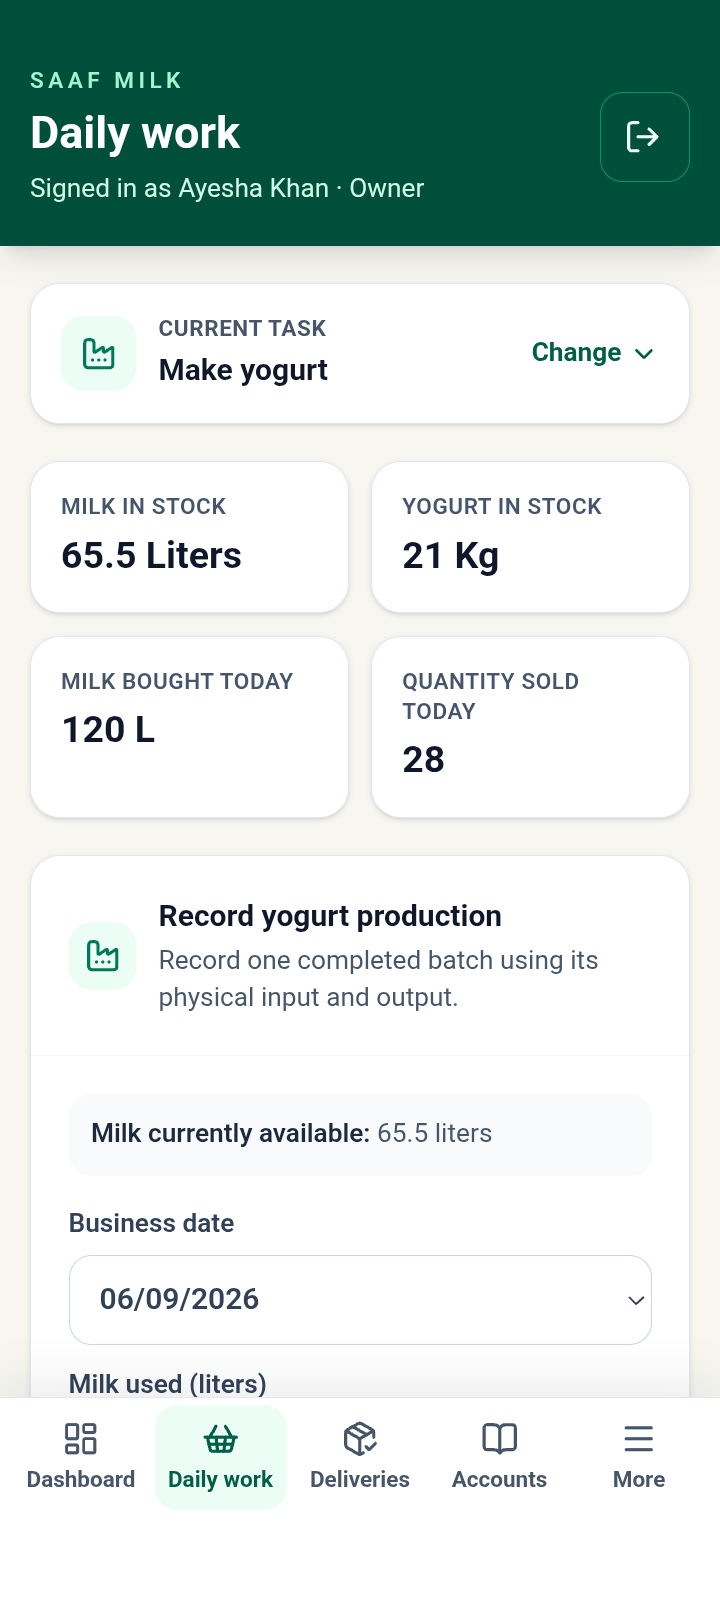 SAAF MILK
Daily work
Signed in as Ayesha Khan · Owner
CURRENT TASK
Make yogurt
Change
MILK IN STOCK
65.5 Liters
YOGURT IN STOCK
21 Kg
MILK BOUGHT TODAY
120 L
QUANTITY SOLD
TODAY
28
Record yogurt production
Record one completed batch using its
physical input and output.
Milk currently available: 65.5 liters
Business date
06/09/2026
Milk used (liters)
Dashboard
Daily work
Deliveries
Accounts
More